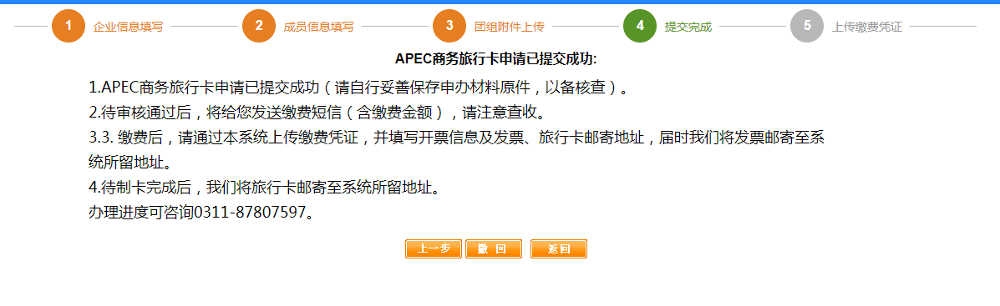 1 企业信息填写 2 成员信息填写 3 团组附件上传 4 提交完成 5 上传缴费凭证
APEC商务旅行卡申请已提交成功:
1.APEC商务旅行卡申请已提交成功（请自行妥善保存申办材料原件，以备核查）。
2.待审核通过后，将给您发送缴费短信（含缴费金额），请注意查收。
3.3. 缴费后，请通过本系统上传缴费凭证，并填写开票信息及发票、旅行卡邮寄地址，届时我们将发票邮寄至系
统所留地址。
4.待制卡完成后，我们将旅行卡邮寄至系统所留地址。
办理进度可咨询0311-87807597。
上一步 撤 回 返回